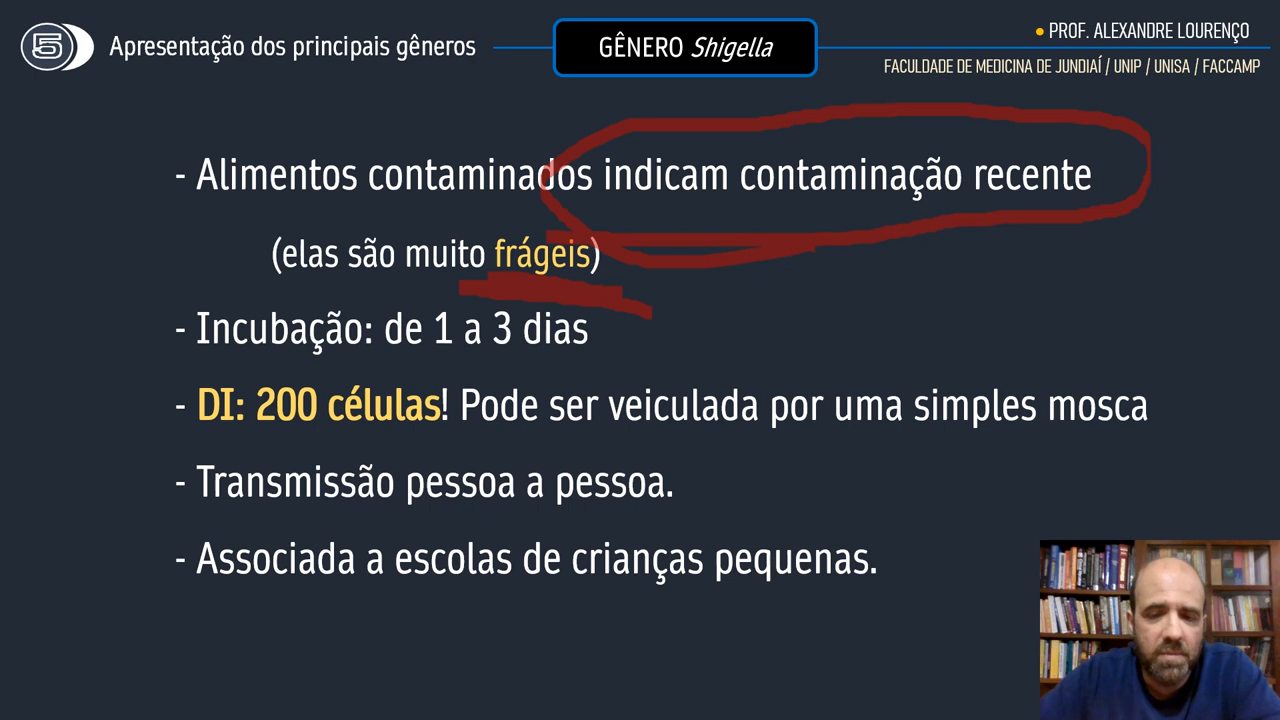 5 Apresentação dos principais gêneros
GÊNERO Shigella
• PROF. ALEXANDRE LOURENÇO
FACULDADE DE MEDICINA DE JUNDIAÍ / UNIP / UNISA / FACCAMP
- Alimentos contaminados indicam contaminação recente
(elas são muito frágeis)
- Incubação: de 1 a 3 dias
- DI: 200 células! Pode ser veiculada por uma simples mosca
- Transmissão pessoa a pessoa.
- Associada a escolas de crianças pequenas.